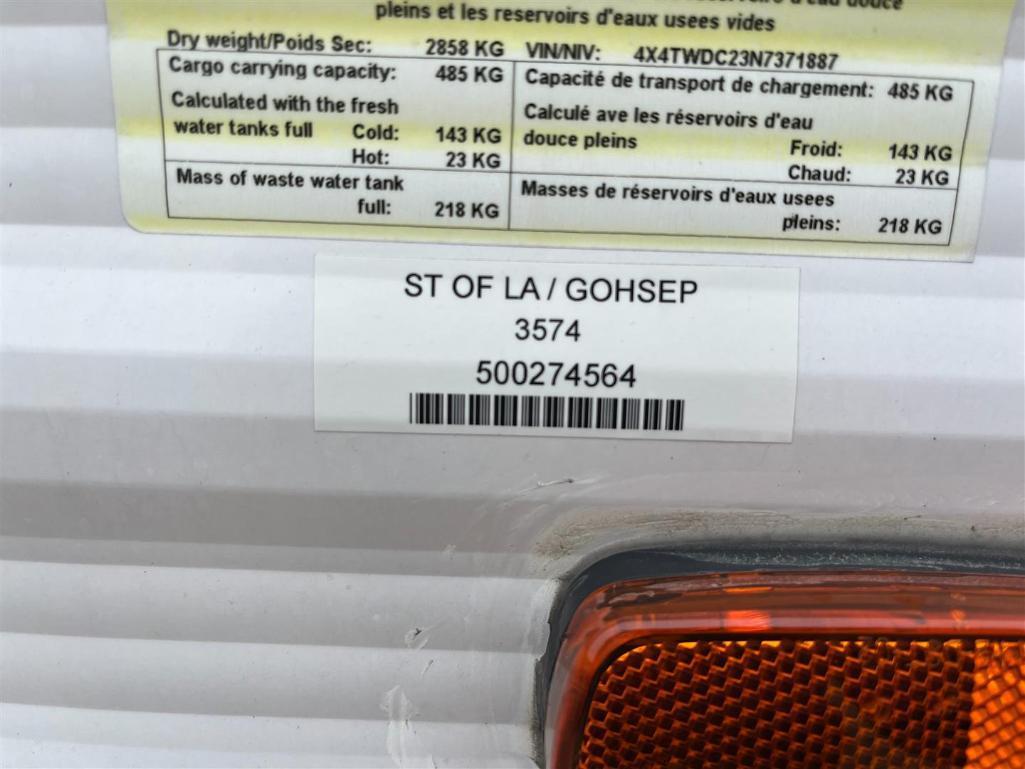 pleins et les reservoirs d'eaux usees vides
Dry weight/Poids Sec: 2858 KG VIN/NIV: 4X4TWDC23N7371887
Cargo carrying capacity: 485 KG
Calculated with the fresh
water tanks full Cold: 143 KG
Hot: 23 KG
Mass of waste water tank
full: 218 KG
Capacité de transport de chargement: 485 KG
Calculé ave les réservoirs d'eau
douce pleins Froid: 143 KG
Chaud: 23 KG
Masses de réservoirs d'eaux usees
pleins: 218 KG
ST OF LA / GOHSEP
3574
500274564